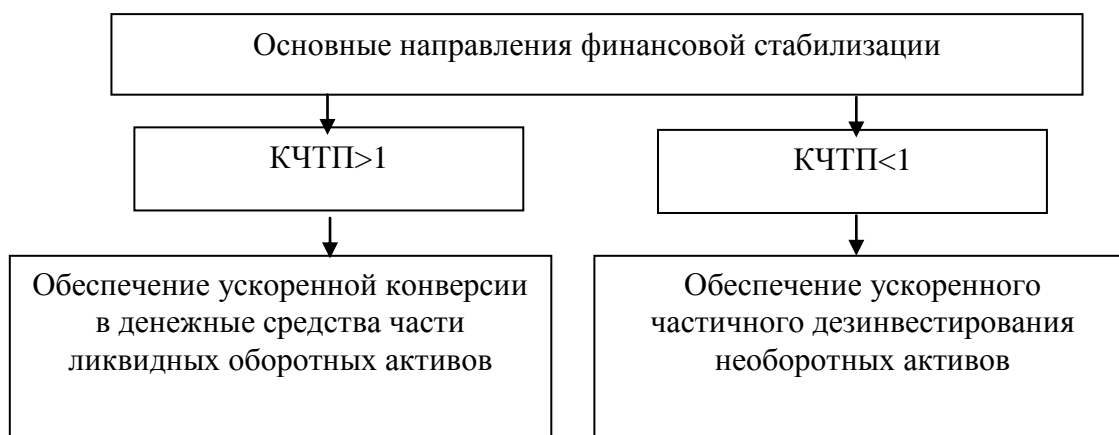 Основные направления финансовой стабилизации
КЧТП>1
КЧТП<1
Обеспечение ускоренной конверсии
в денежные средства части
ликвидных оборотных активов
Обеспечение ускоренного
частичного дезинвестирования
необоротных активов